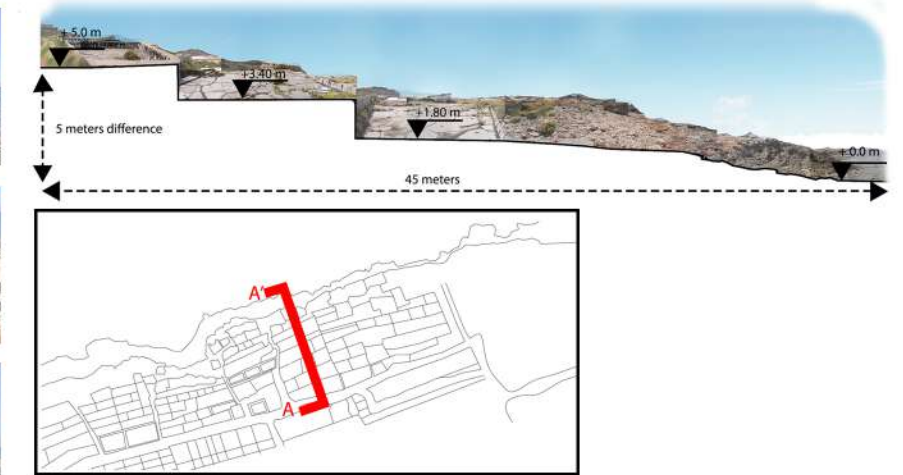 + 5.0 m
+3.40 m
+1.80 m
+ 0.0 m
5 meters difference
45 meters
A'
A